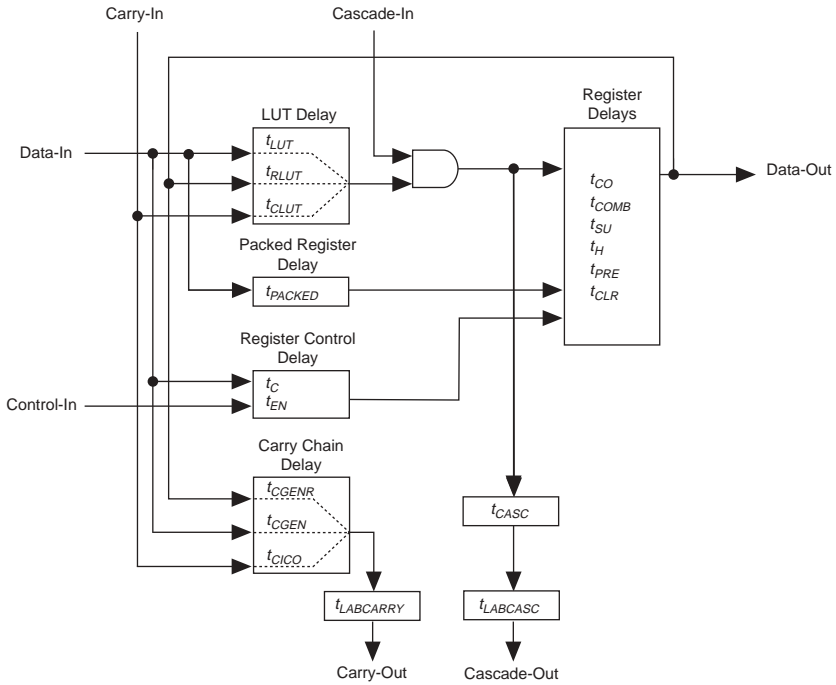 Carry-In
Cascade-In
LUT Delay
Register
Delays
Data-In
tLUT
tRLUT
tCLUT
Data-Out
tCO
tCOMB
tSU
tH
tPRE
tCLR
Packed Register
Delay
tPACKED
Register Control
Delay
tC
tEN
Control-In
Carry Chain
Delay
tCGENR
tCGEN
tCICO
tCASC
tLABCARRY
tLABCASC
Carry-Out
Cascade-Out